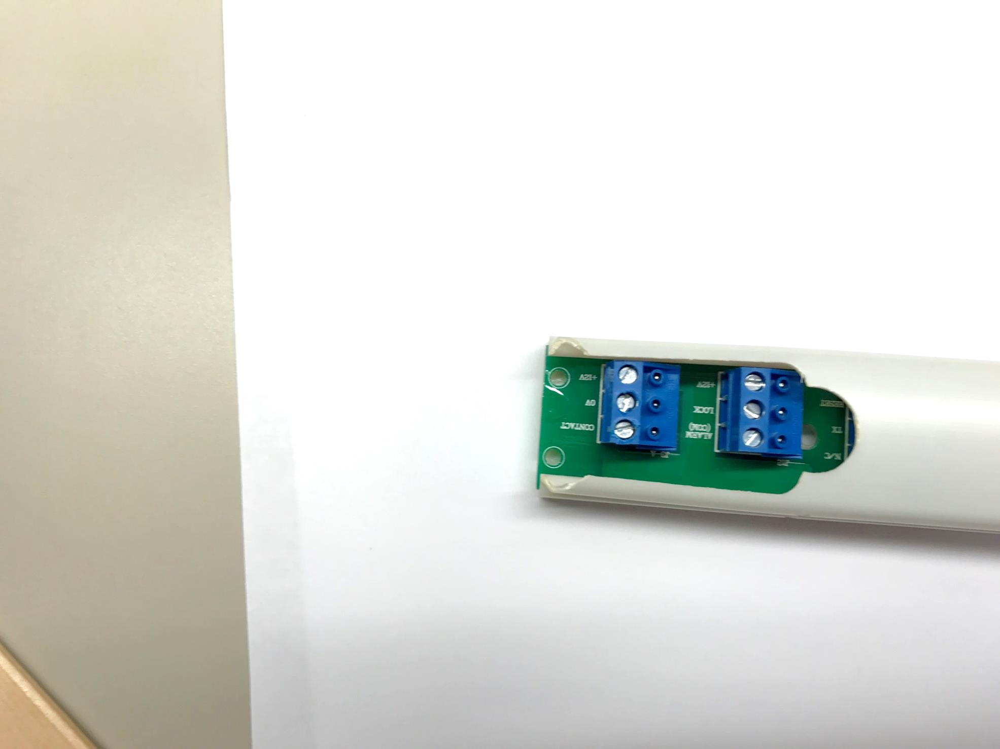 +12V
0V
CONTACT
+12V
LOCK
ALARM
(COM)
TX
N/C